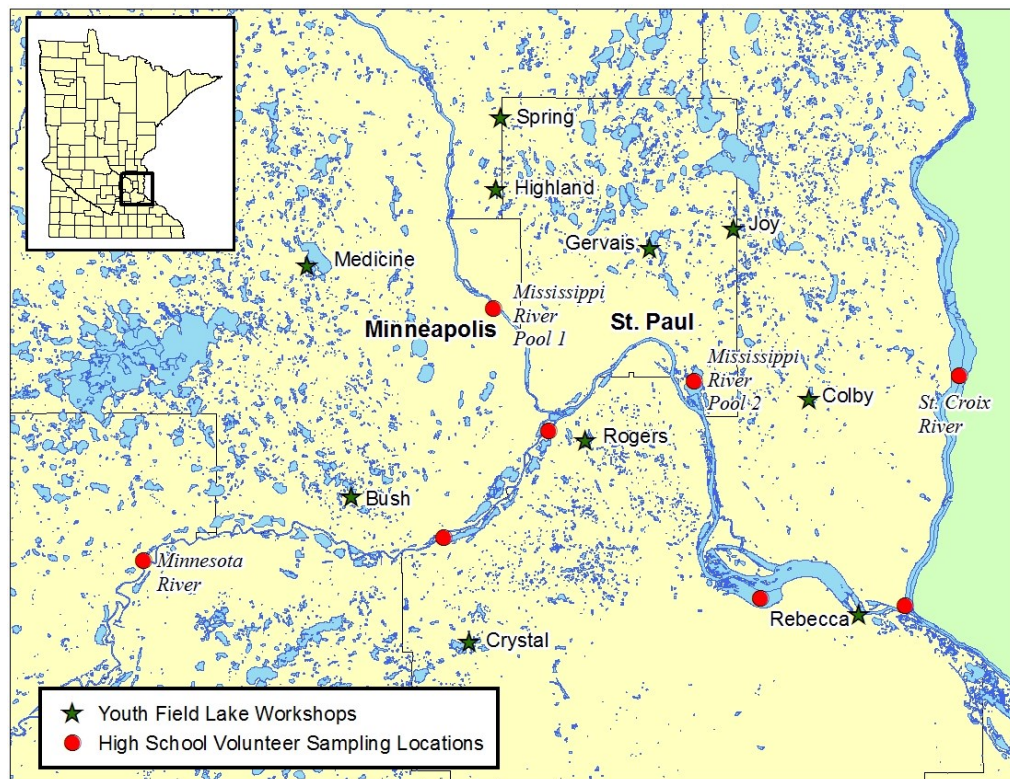 Spring
Highland
Joy
Gervais
Medicine
Mississippi
River
Pool 1
Minneapolis
St. Paul
Mississippi
River
Pool 2
Colby
St. Croix
River
Rogers
Bush
Minnesota
River
Rebecca
Crystal
Youth Field Lake Workshops
High School Volunteer Sampling Locations